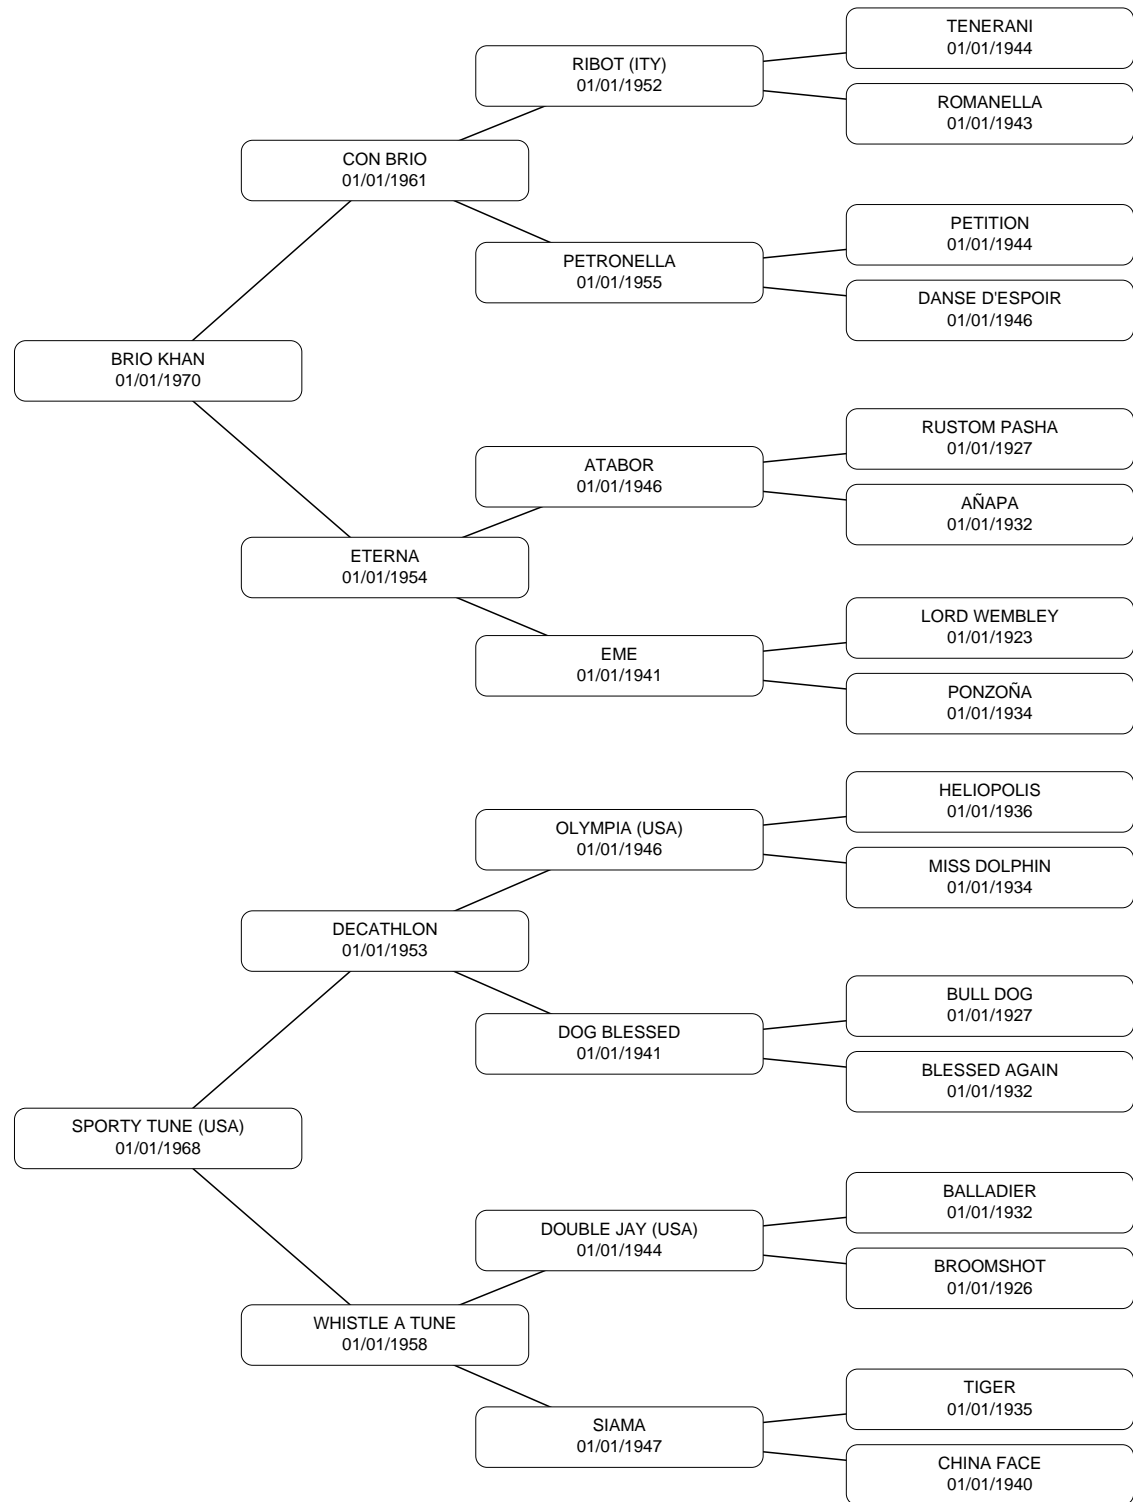 TENERANI
01/01/1944
RIBOT (ITY)
01/01/1952
ROMANELLA
01/01/1943
CON BRIO
01/01/1961
PETITION
01/01/1944
PETRONELLA
01/01/1955
DANSE D'ESPOIR
01/01/1946
BRIO KHAN
01/01/1970
RUSTOM PASHA
01/01/1927
ATABOR
01/01/1946
AÑAPA
01/01/1932
ETERNA
01/01/1954
LORD WEMBLEY
01/01/1923
EME
01/01/1941
PONZOÑA
01/01/1934
HELIOPOLIS
01/01/1936
OLYMPIA (USA)
01/01/1946
MISS DOLPHIN
01/01/1934
DECATHLON
01/01/1953
BULL DOG
01/01/1927
DOG BLESSED
01/01/1941
BLESSED AGAIN
01/01/1932
SPORTY TUNE (USA)
01/01/1968
BALLADIER
01/01/1932
DOUBLE JAY (USA)
01/01/1944
BROOMSHOT
01/01/1926
WHISTLE A TUNE
01/01/1958
TIGER
01/01/1935
SIAMA
01/01/1947
CHINA FACE
01/01/1940